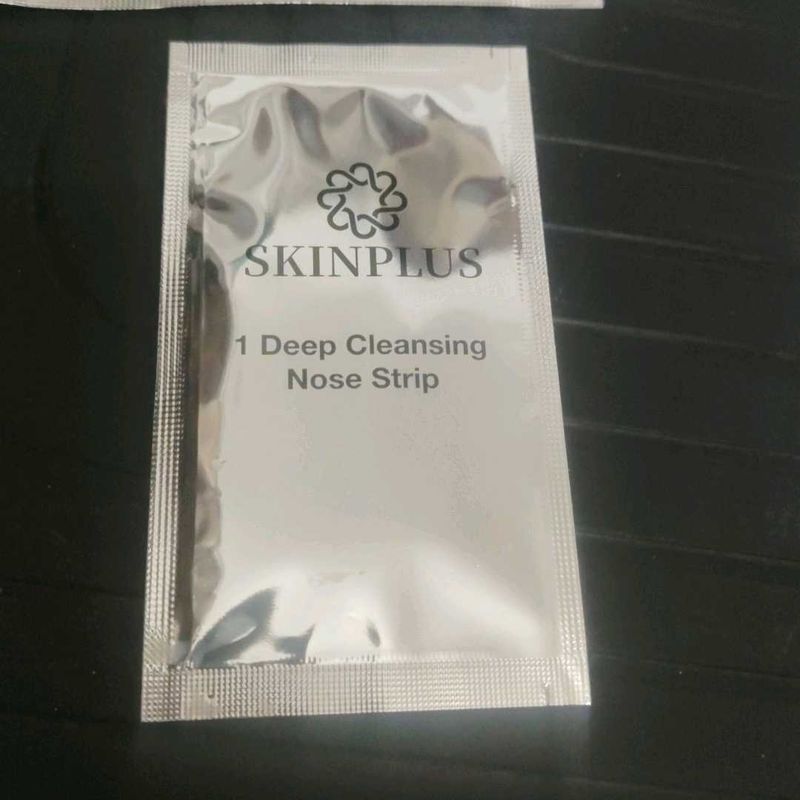 SKINPLUS
1 Deep Cleansing
Nose Strip